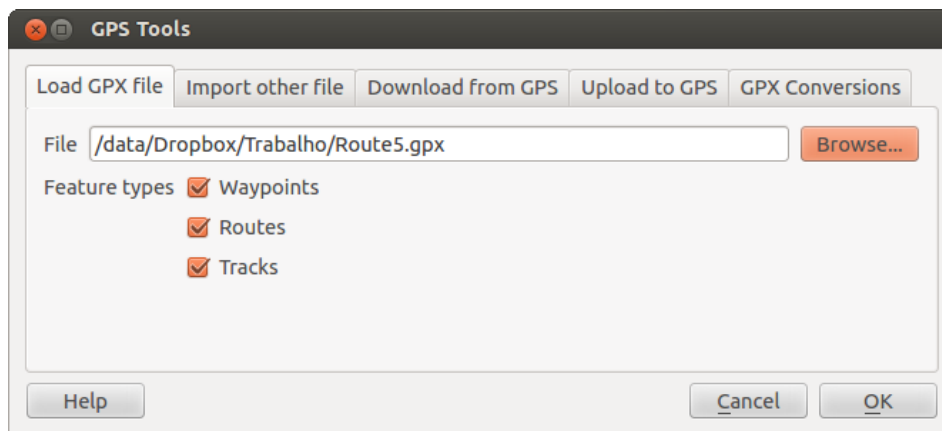 GPS Tools
Load GPX file Import other file Download from GPS Upload to GPS GPX Conversions
File /data/Dropbox/Trabalho/Route5.gpx Browse...
Feature types Waypoints
Routes
Tracks
Help Cancel OK